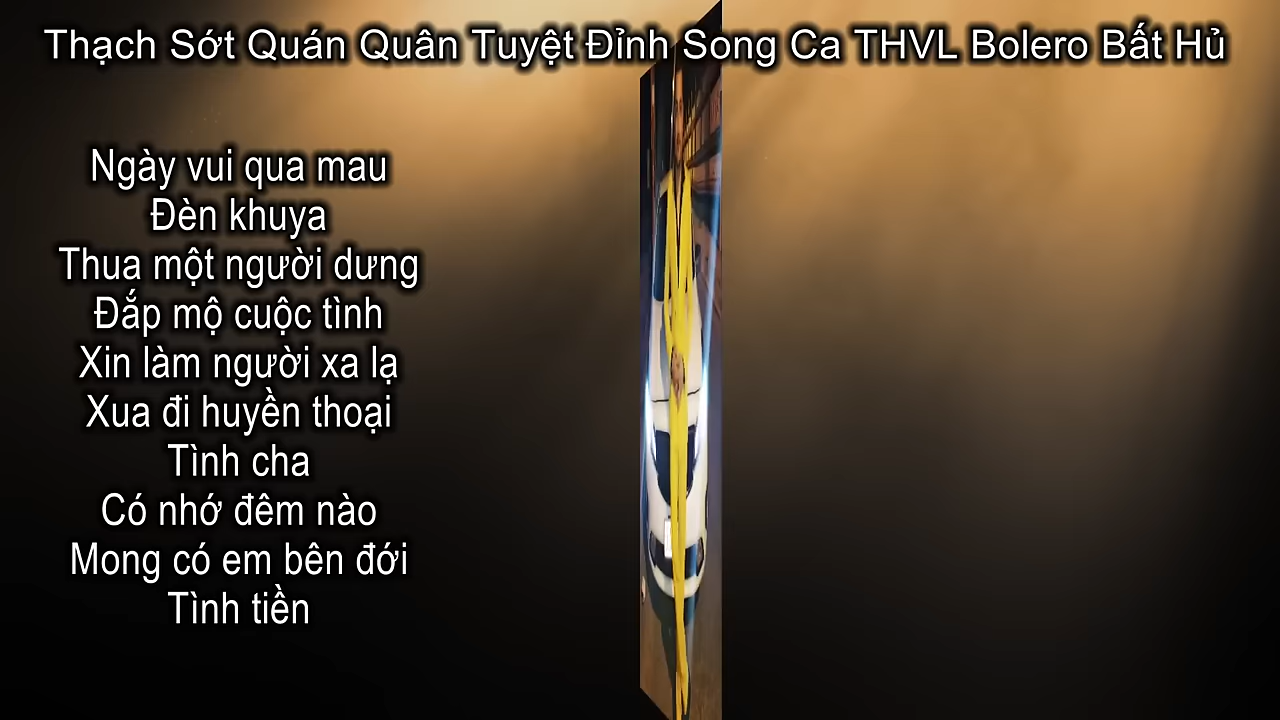 Thạch Sớt Quán Quân Tuyệt Đỉnh Song Ca THVL Bolero Bất Hủ
Ngày vui qua mau
Đèn khuya
Thua một người dưng
Đắp mộ cuộc tình
Xin làm người xa lạ
Xua đi huyền thoại
Tình cha
Có nhớ đêm nào
Mong có em bên đới
Tình tiền